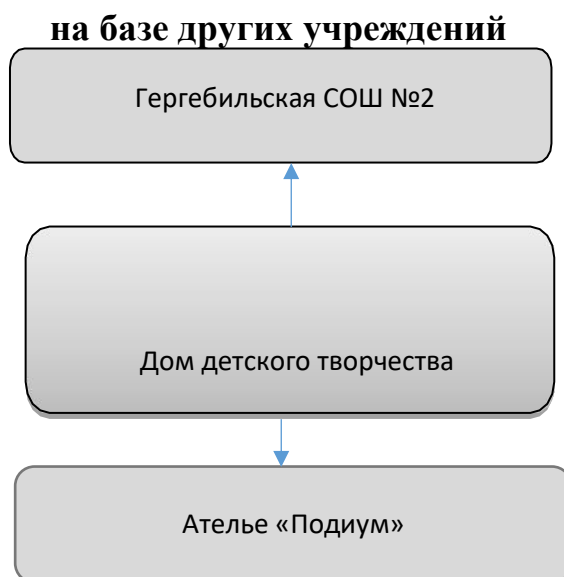 на базе других учреждений
Гергебильская СОШ №2
Дом детского творчества
Ателье «Подиум»